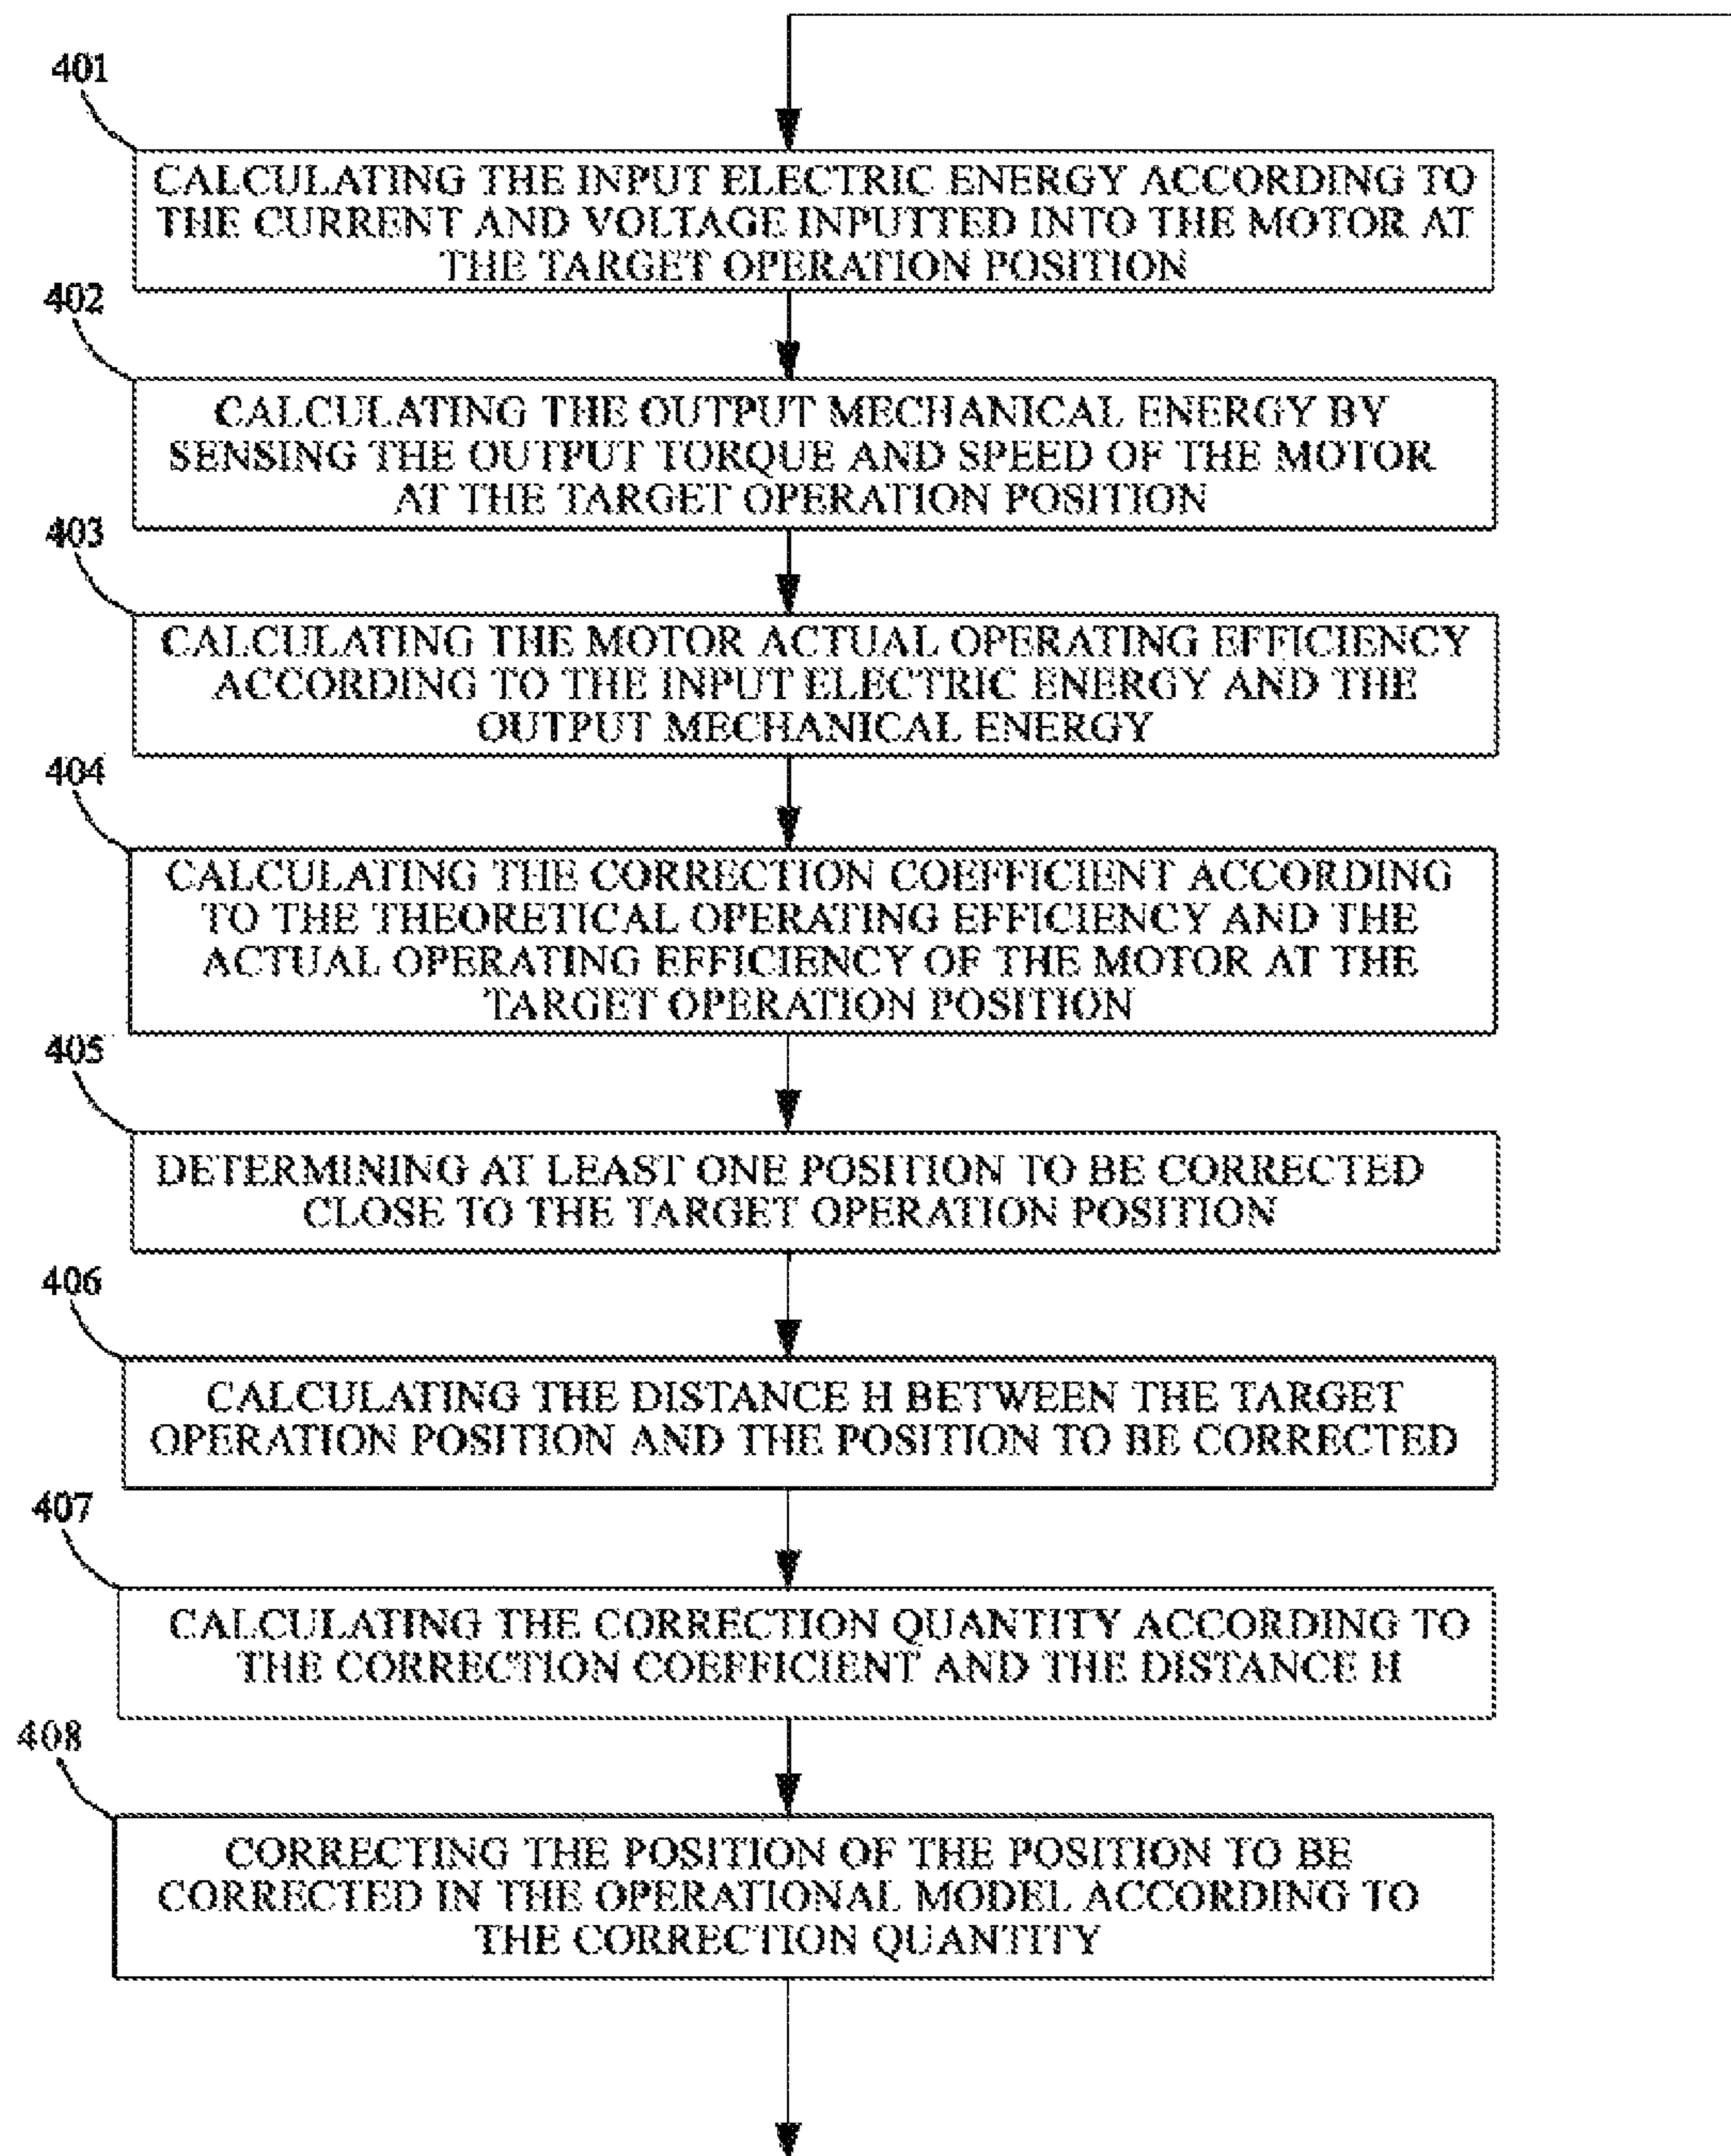 401
CALCULATING THE INPUT ELECTRIC ENERGY ACCORDING TO
THE CURRENT AND VOLTAGE INPUTTED INTO THE MOTOR AT
THE TARGET OPERATION POSITION
402
CALCULATING THE OUTPUT MECHANICAL ENERGY BY
SENSING THE OUTPUT TORQUE AND SPEED OF THE MOTOR
AT THE TARGET OPERATION POSITION
403
CALCULATING THE MOTOR ACTUAL OPERATING EFFICIENCY
ACCORDING TO THE INPUT ELECTRIC ENERGY AND THE
OUTPUT MECHANICAL ENERGY
404
CALCULATING THE CORRECTION COEFFICIENT ACCORDING
TO THE THEORETICAL OPERATING EFFICIENCY AND THE
ACTUAL OPERATING EFFICIENCY OF THE MOTOR AT THE
TARGET OPERATION POSITION
405
DETERMINING AT LEAST ONE POSITION TO BE CORRECTED
CLOSE TO THE TARGET OPERATION POSITION
406
CALCULATING THE DISTANCE H BETWEEN THE TARGET
OPERATION POSITION AND THE POSITION TO BE CORRECTED
407
CALCULATING THE CORRECTION QUANTITY ACCORDING TO
THE CORRECTION COEFFICIENT AND THE DISTANCE H
408
CORRECTING THE POSITION OF THE POSITION TO BE
CORRECTED IN THE OPERATIONAL MODEL ACCORDING TO
THE CORRECTION QUANTITY